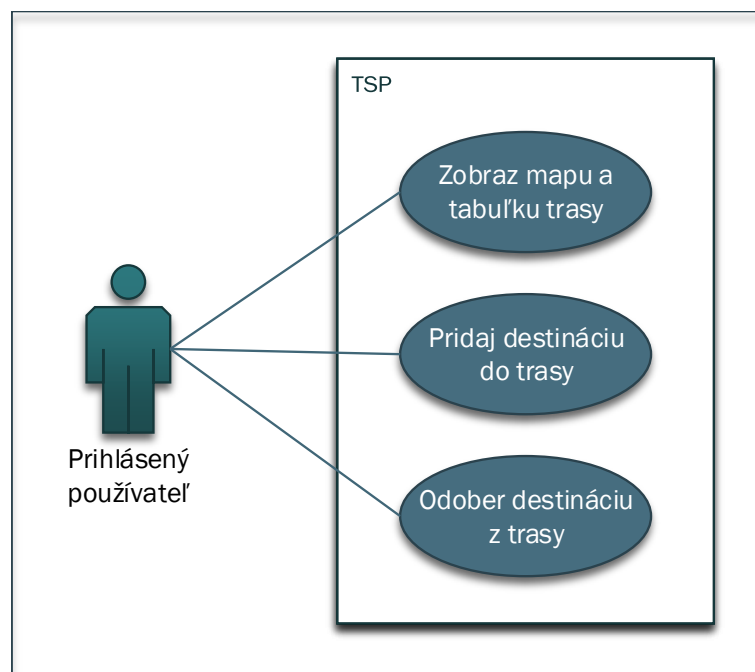 TSP
Zobraz mapu a
tabuľku trasy
Pridaj destináciu
do trasy
Prihlásený
používateľ
Odober destináciu
z trasy